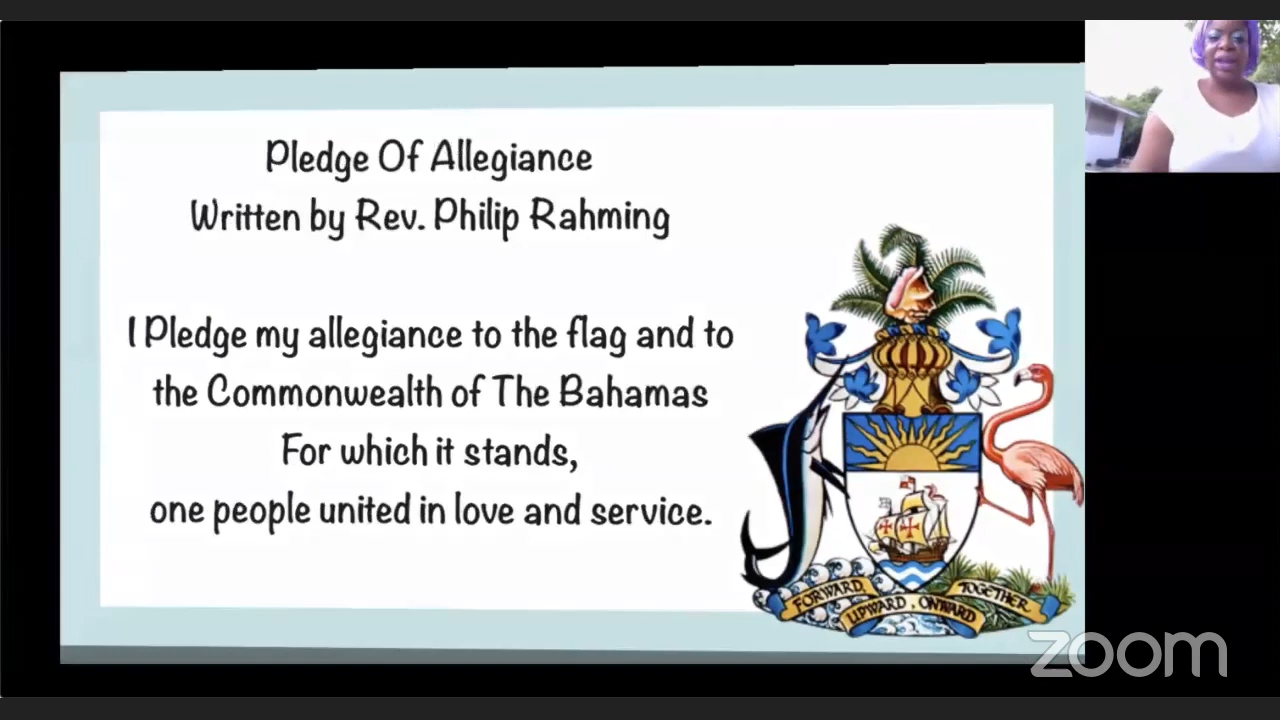 Pledge Of Allegiance
Written by Rev. Philip Rahming
I Pledge my allegiance to the flag and to
the Commonwealth of The Bahamas
For which it stands,
one people united in love and service.
FORWARD, UPWARD, ONWARD TOGETHER
zoom